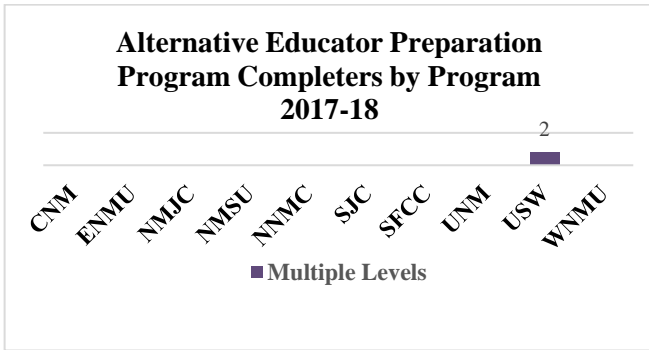 Alternative Educator Preparation
Program Completers by Program
2017-18
2
CNM
ENMU
NMJC
NMSU
NNMC
SJC
SFCC
UNM
USW
WNMU
Multiple Levels